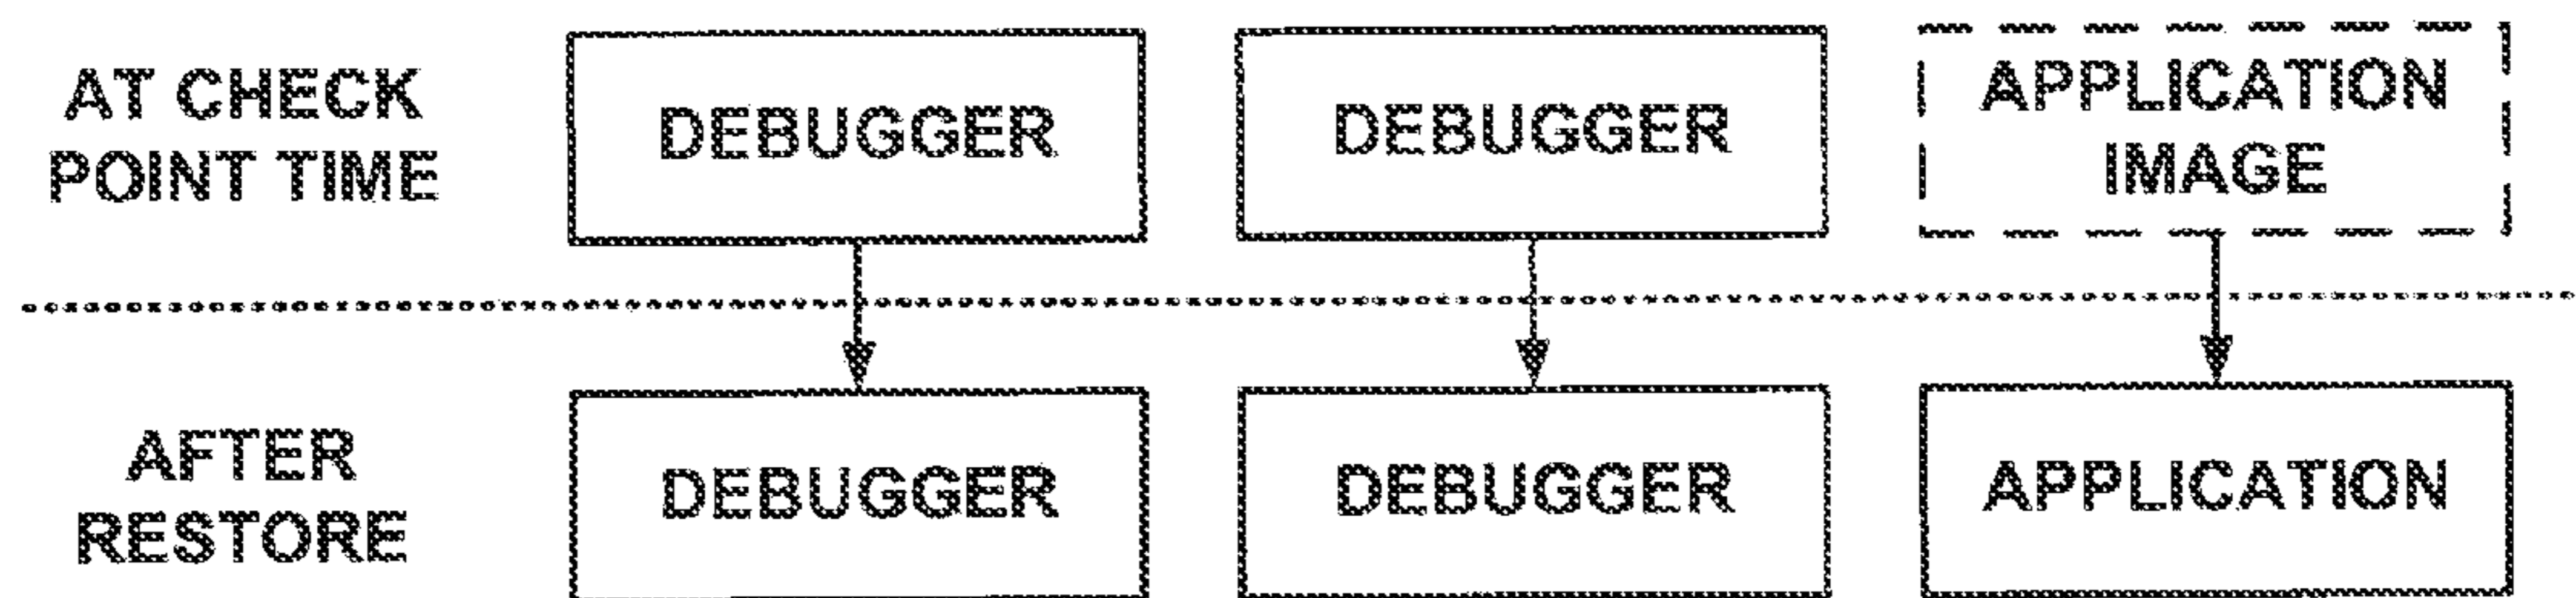 AT CHECK
POINT TIME
DEBUGGER
DEBUGGER
APPLICATION
IMAGE
AFTER
RESTORE
DEBUGGER
DEBUGGER
APPLICATION